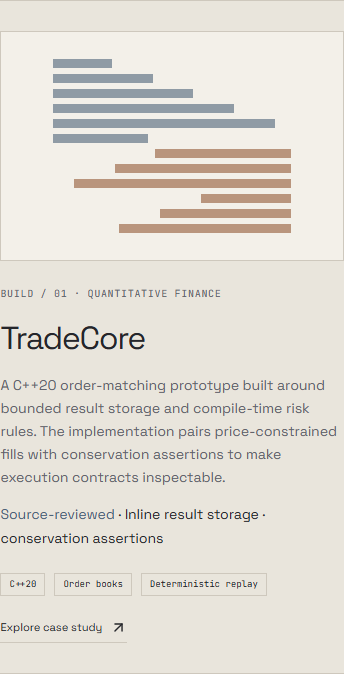 BUILD / 01 · QUANTITATIVE FINANCE
TradeCore
A C++20 order-matching prototype built around
bounded result storage and compile-time risk
rules. The implementation pairs price-constrained
fills with conservation assertions to make
execution contracts inspectable.
Source-reviewed · Inline result storage ·
conservation assertions
C++20 Order books Deterministic replay
Explore case study